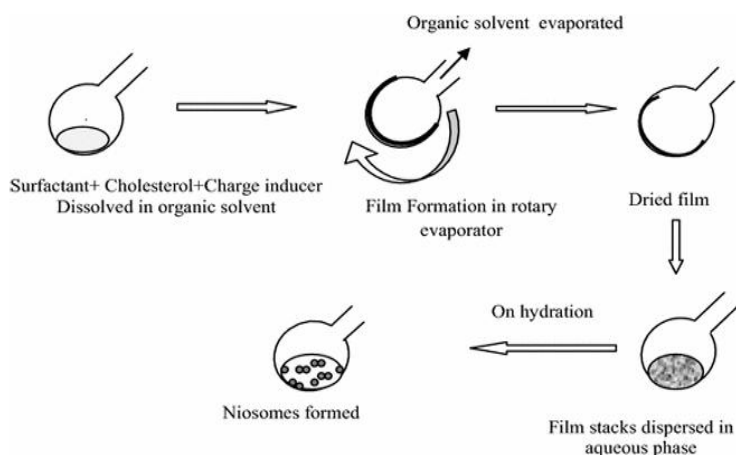 Organic solvent evaporated
Surfactant+ Cholesterol+Charge inducer
Dissolved in organic solvent
Film Formation in rotary
evaporator
Dried film
On hydration
Niosomes formed
Film stacks dispersed in
aqueous phase